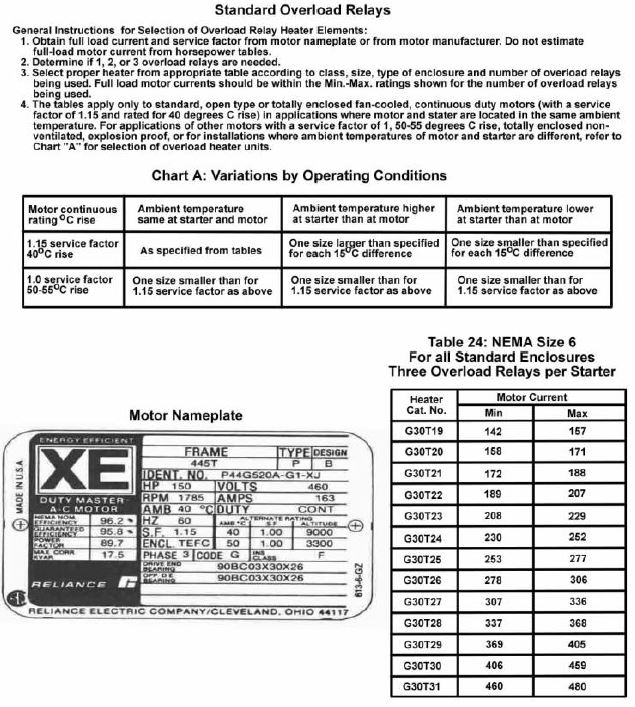 Standard Overload Relays
General Instructions for Selection of Overload Relay Heater Elements:
1. Obtain full load current and service factor from motor nameplate or from motor manufacturer. Do not estimate
full-load motor current from horsepower tables.
2. Determine if 1, 2, or 3 overload relays are needed.
3. Select proper heater from appropriate table according to class, size, type of enclosure and number of overload relays
being used. Full load motor currents should be within the Min.-Max. ratings shown for the number of overload relays
being used.
4. The tables apply only to standard, open type or totally enclosed fan-cooled, continuous duty motors (with a service
factor of 1.15 and rated for 40 degrees C rise) in applications where motor and stater are located in the same ambient
temperature. For applications of other motors with a service factor of 1, 50-55 degrees C rise, totally enclosed non-
ventilated, explosion proof, or for installations where ambient temperatures of motor and starter are different, refer to
Chart "A" for selection of overload heater units.
Chart A: Variations by Operating Conditions
Motor continuous rating °C rise
Ambient temperature same at starter and motor
Ambient temperature higher at starter than at motor
Ambient temperature lower at starter than at motor
1.15 service factor 40°C rise
As specified from tables
One size larger than specified for each 15°C difference
One size smaller than specified for each 15°C difference
1.0 service factor 50-55°C rise
One size smaller than for 1.15 service factor as above
One size smaller than for 1.15 service factor as above
One size smaller than for 1.15 service factor as above
Motor Nameplate
MADE IN U.S.A
ENERGY EFFICIENT
XE
DUTY MASTER
A-C MOTOR
NEMA NOM. EFFICIENCY 96.2 %
GUARANTEED EFFICIENCY 95.8 %
POWER FACTOR 89.7
MAX CORR KVAR 17.5
RELIANCE
FRAME TYPE DESIGN
445T P B
IDENT. NO. P44G520A-G1-XJ
HP 150 VOLTS 460
RPM 1785 AMPS 163
AMB 40 °C DUTY CONT
HZ 60 ALTERNATE RATING
AMB °C S.F. ALTITUDE
S.F. 1.15 40 1.00 9000
ENCL TEFC 50 1.00 3300
PHASE 3 CODE G INS CLASS F
DRIVE END BEARING 90BC03X30X26
OPP D E BEARING 90BC03X30X26
613-6-GZ
RELIANCE ELECTRIC COMPANY/CLEVELAND, OHIO 44117
Table 24: NEMA Size 6
For all Standard Enclosures
Three Overload Relays per Starter
Heater Cat. No. Motor Current
Min Max
G30T19 142 157
G30T20 158 171
G30T21 172 188
G30T22 189 207
G30T23 208 229
G30T24 230 252
G30T25 253 277
G30T26 278 306
G30T27 307 336
G30T28 337 368
G30T29 369 405
G30T30 406 459
G30T31 460 480